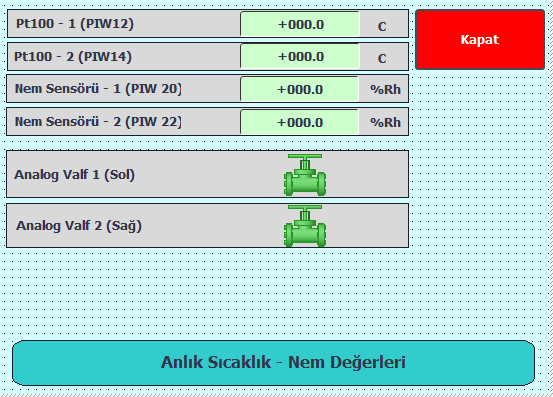 Pt100 - 1 (PIW12) +000.0 C
Kapat
Pt100 - 2 (PIW14) +000.0 C
Nem Sensörü - 1 (PIW 20) +000.0 %Rh
Nem Sensörü - 2 (PIW 22) +000.0 %Rh
Analog Valf 1 (Sol)
Analog Valf 2 (Sağ)
Anlık Sıcaklık - Nem Değerleri